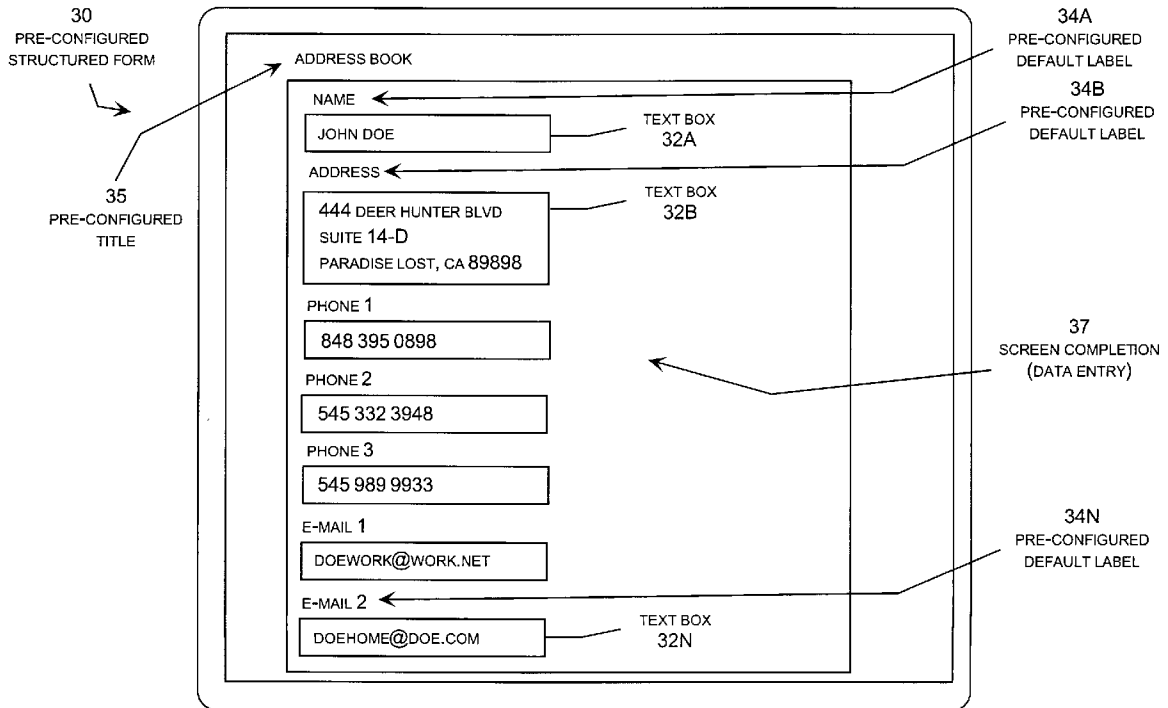 30
PRE-CONFIGURED
STRUCTURED FORM
35
PRE-CONFIGURED
TITLE
ADDRESS BOOK
NAME
JOHN DOE
ADDRESS
444 DEER HUNTER BLVD
SUITE 14-D
PARADISE LOST, CA 89898
PHONE 1
848 395 0898
PHONE 2
545 332 3948
PHONE 3
545 989 9933
E-MAIL 1
DOEWORK@WORK.NET
E-MAIL 2
DOEHOME@DOE.COM
TEXT BOX
32A
TEXT BOX
32B
TEXT BOX
32N
34A
PRE-CONFIGURED
DEFAULT LABEL
34B
PRE-CONFIGURED
DEFAULT LABEL
37
SCREEN COMPLETION
(DATA ENTRY)
34N
PRE-CONFIGURED
DEFAULT LABEL